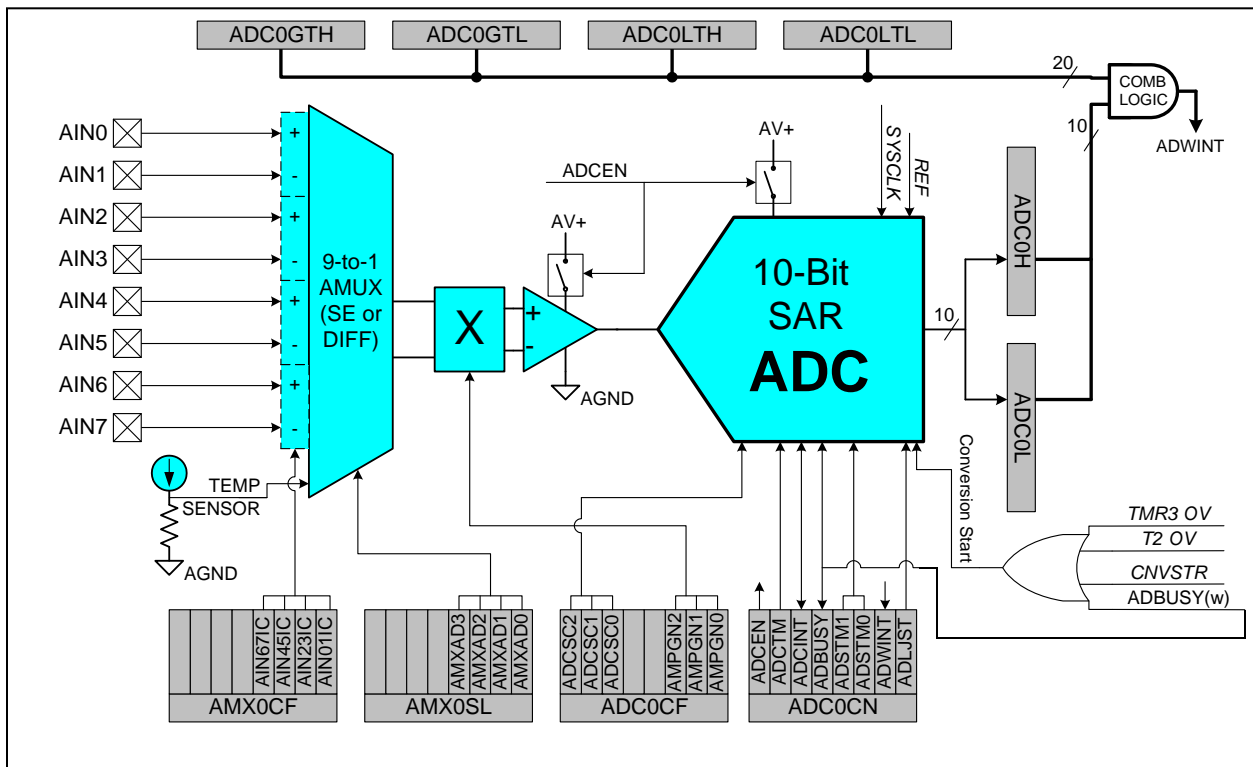 ADC0GTH
ADC0GTL
ADC0LTH
ADC0LTL
20
COMB
LOGIC
10
ADWINT
AIN0
AIN1
AIN2
AIN3
AIN4
AIN5
AIN6
AIN7
+
-
+
-
+
-
+
-
9-to-1
AMUX
(SE or
DIFF)
TEMP
SENSOR
AGND
X
+
-
AV+
AGND
ADCEN
AV+
SYSCLK
REF
10-Bit
SAR
ADC
10
ADC0H
ADC0L
Conversion Start
TMR3 OV
T2 OV
CNVSTR
ADBUSY(w)
AIN67IC
AIN45IC
AIN23IC
AIN01IC
AMX0CF
AMXAD3
AMXAD2
AMXAD1
AMXAD0
AMX0SL
ADCSC2
ADCSC1
ADCSC0
AMPGN2
AMPGN1
AMPGN0
ADC0CF
ADCEN
ADCTM
ADCINT
ADBUSY
ADSTM1
ADSTM0
ADWINT
ADLJST
ADC0CN